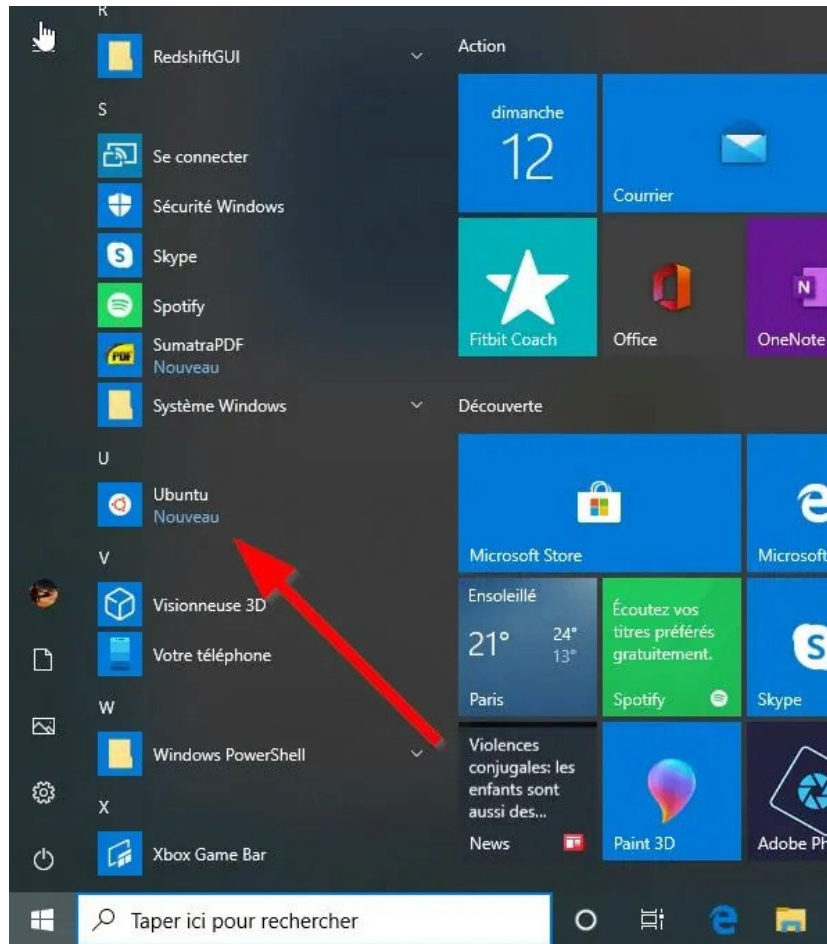 R
RedshiftGUI
S
Se connecter
Sécurité Windows
Skype
Spotify
SumatraPDF
Nouveau
Système Windows
U
Ubuntu
Nouveau
V
Visionneuse 3D
Votre téléphone
W
Windows PowerShell
X
Xbox Game Bar
Action
dimanche
12
Courrier
Fitbit Coach
Office
N
OneNote
Découverte
Microsoft Store
Microsoft
Ensoleillé
21°
24°
13°
Paris
Écoutez vos
titres préférés
gratuitement.
Spotify
Skype
Violences
conjugales: les
enfants sont
aussi des...
News
Paint 3D
Adobe Ph
Taper ici pour rechercher